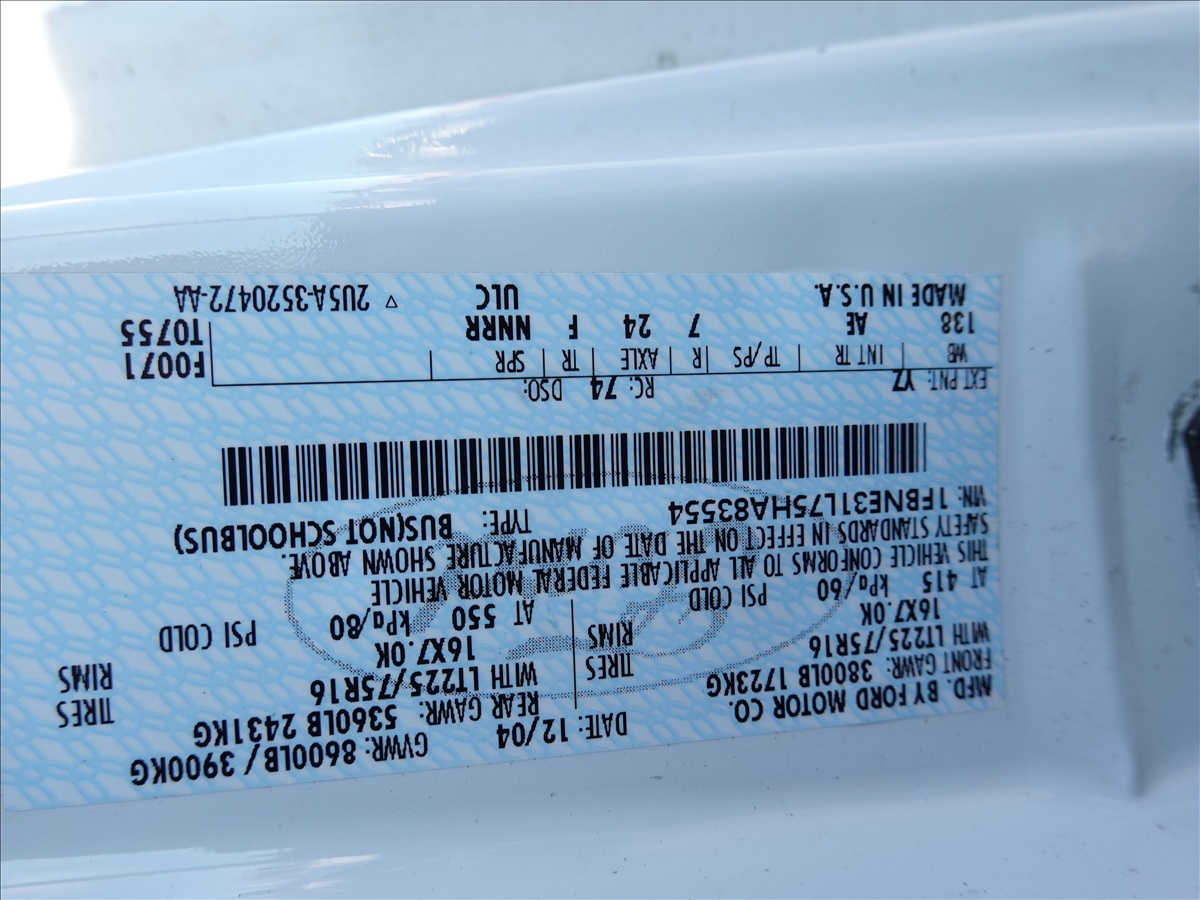 MFD. BY FORD MOTOR CO. DATE: 12/04 GVWR: 8600LB / 3900KG
FRONT GAWR: 3800LB 1723KG REAR GAWR: 5360LB 2431KG
WITH LT225/75R16 TIRES WITH LT225/75R16 TIRES
16X7.0K RIMS 16X7.0K RIMS
AT 415 kPa/60 PSI COLD AT 550 kPa/80 PSI COLD
THIS VEHICLE CONFORMS TO ALL APPLICABLE FEDERAL MOTOR VEHICLE
SAFETY STANDARDS IN EFFECT ON THE DATE OF MANUFACTURE SHOWN ABOVE.
VIN: 1FBNE31L75HA83554 TYPE: BUS(NOT SCHOOLBUS)
EXT PNT: YZ RC: 74 DSO:
WB INT TR TP/PS R AXLE TR SPR F0071
138 AE 7 24 F NNRR T0755
MADE IN U.S.A. ULC ▽ 2U5A-3520472-AA